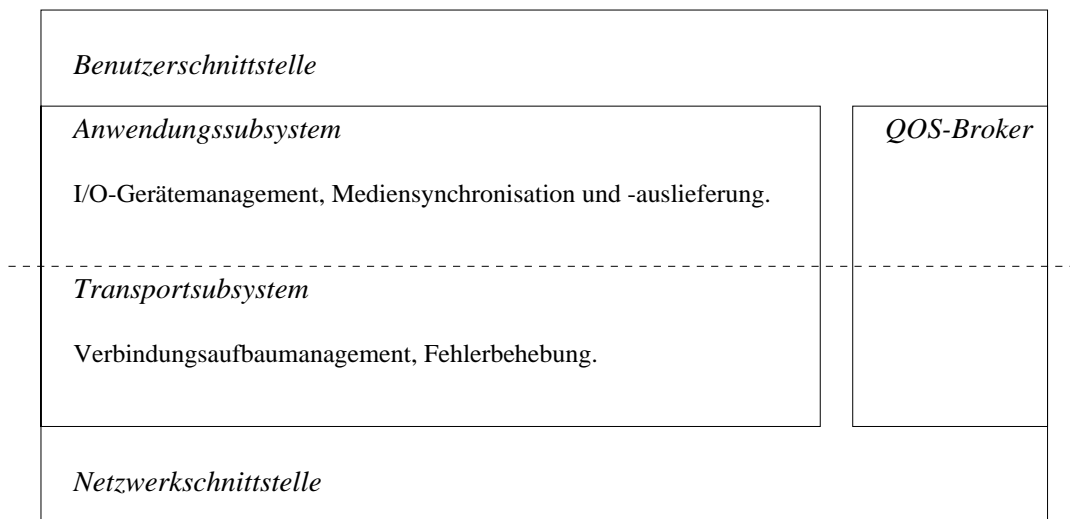 Benutzerschnittstelle
Anwendungssubsystem
QOS-Broker
I/O-Gerätemanagement, Mediensynchronisation und -auslieferung.
Transportsubsystem
Verbindungsaufbaumanagement, Fehlerbehebung.
Netzwerkschnittstelle